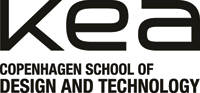 kea
COPENHAGEN SCHOOL OF
DESIGN AND TECHNOLOGY